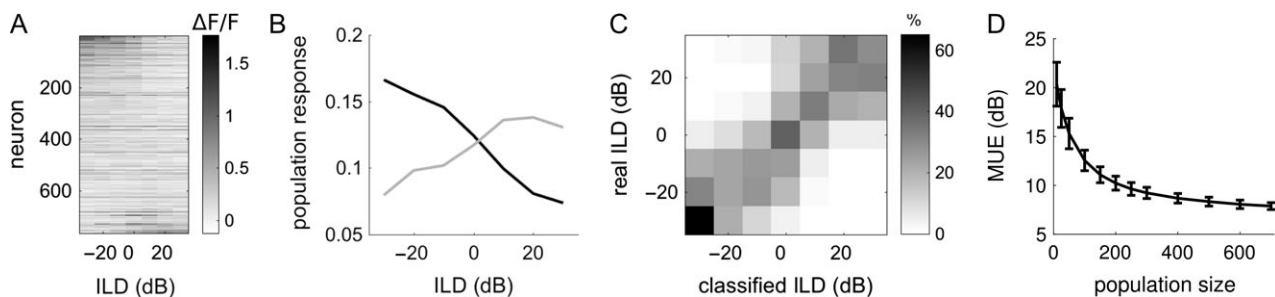 A
ΔF/F
neuron
200
400
600
−20 0 20
ILD (dB)
1.5
1
0.5
0
B
population response
0.2
0.15
0.1
0.05
−20 0 20
ILD (dB)
C
real ILD (dB)
20
0
−20
−20 0 20
classified ILD (dB)
%
60
40
20
0
D
MUE (dB)
25
20
15
10
5
0 200 400 600
population size